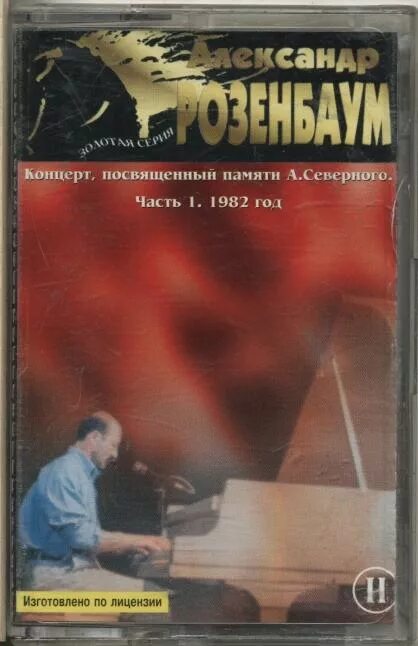 Александр
РОЗЕНБАУМ
ЗОЛОТАЯ СЕРИЯ
Концерт, посвященный памяти А.Северного.
Часть 1. 1982 год
Изготовлено по лицензии
Н